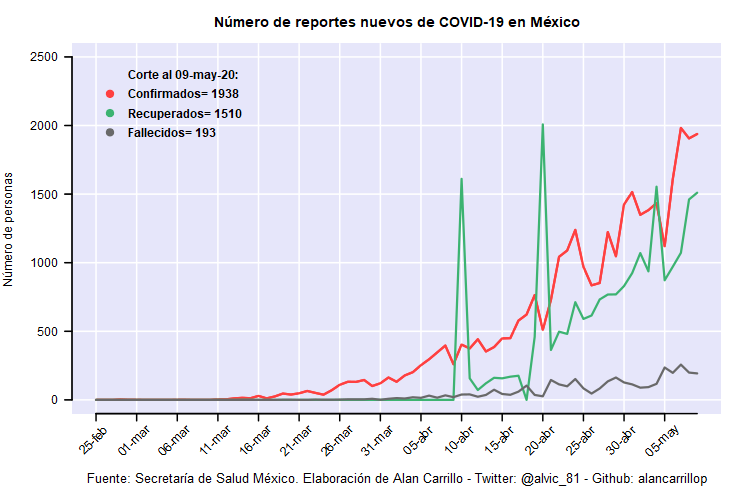 Número de reportes nuevos de COVID-19 en México
Número de personas
2500
2000
1500
1000
500
0
Corte al 09-may-20:
Confirmados= 1938
Recuperados= 1510
Fallecidos= 193
25-feb
01-mar
06-mar
11-mar
16-mar
21-mar
26-mar
31-mar
05-abr
10-abr
15-abr
20-abr
25-abr
30-abr
05-may
Fuente: Secretaría de Salud México. Elaboración de Alan Carrillo - Twitter: @alvic_81 - Github: alancarrillop